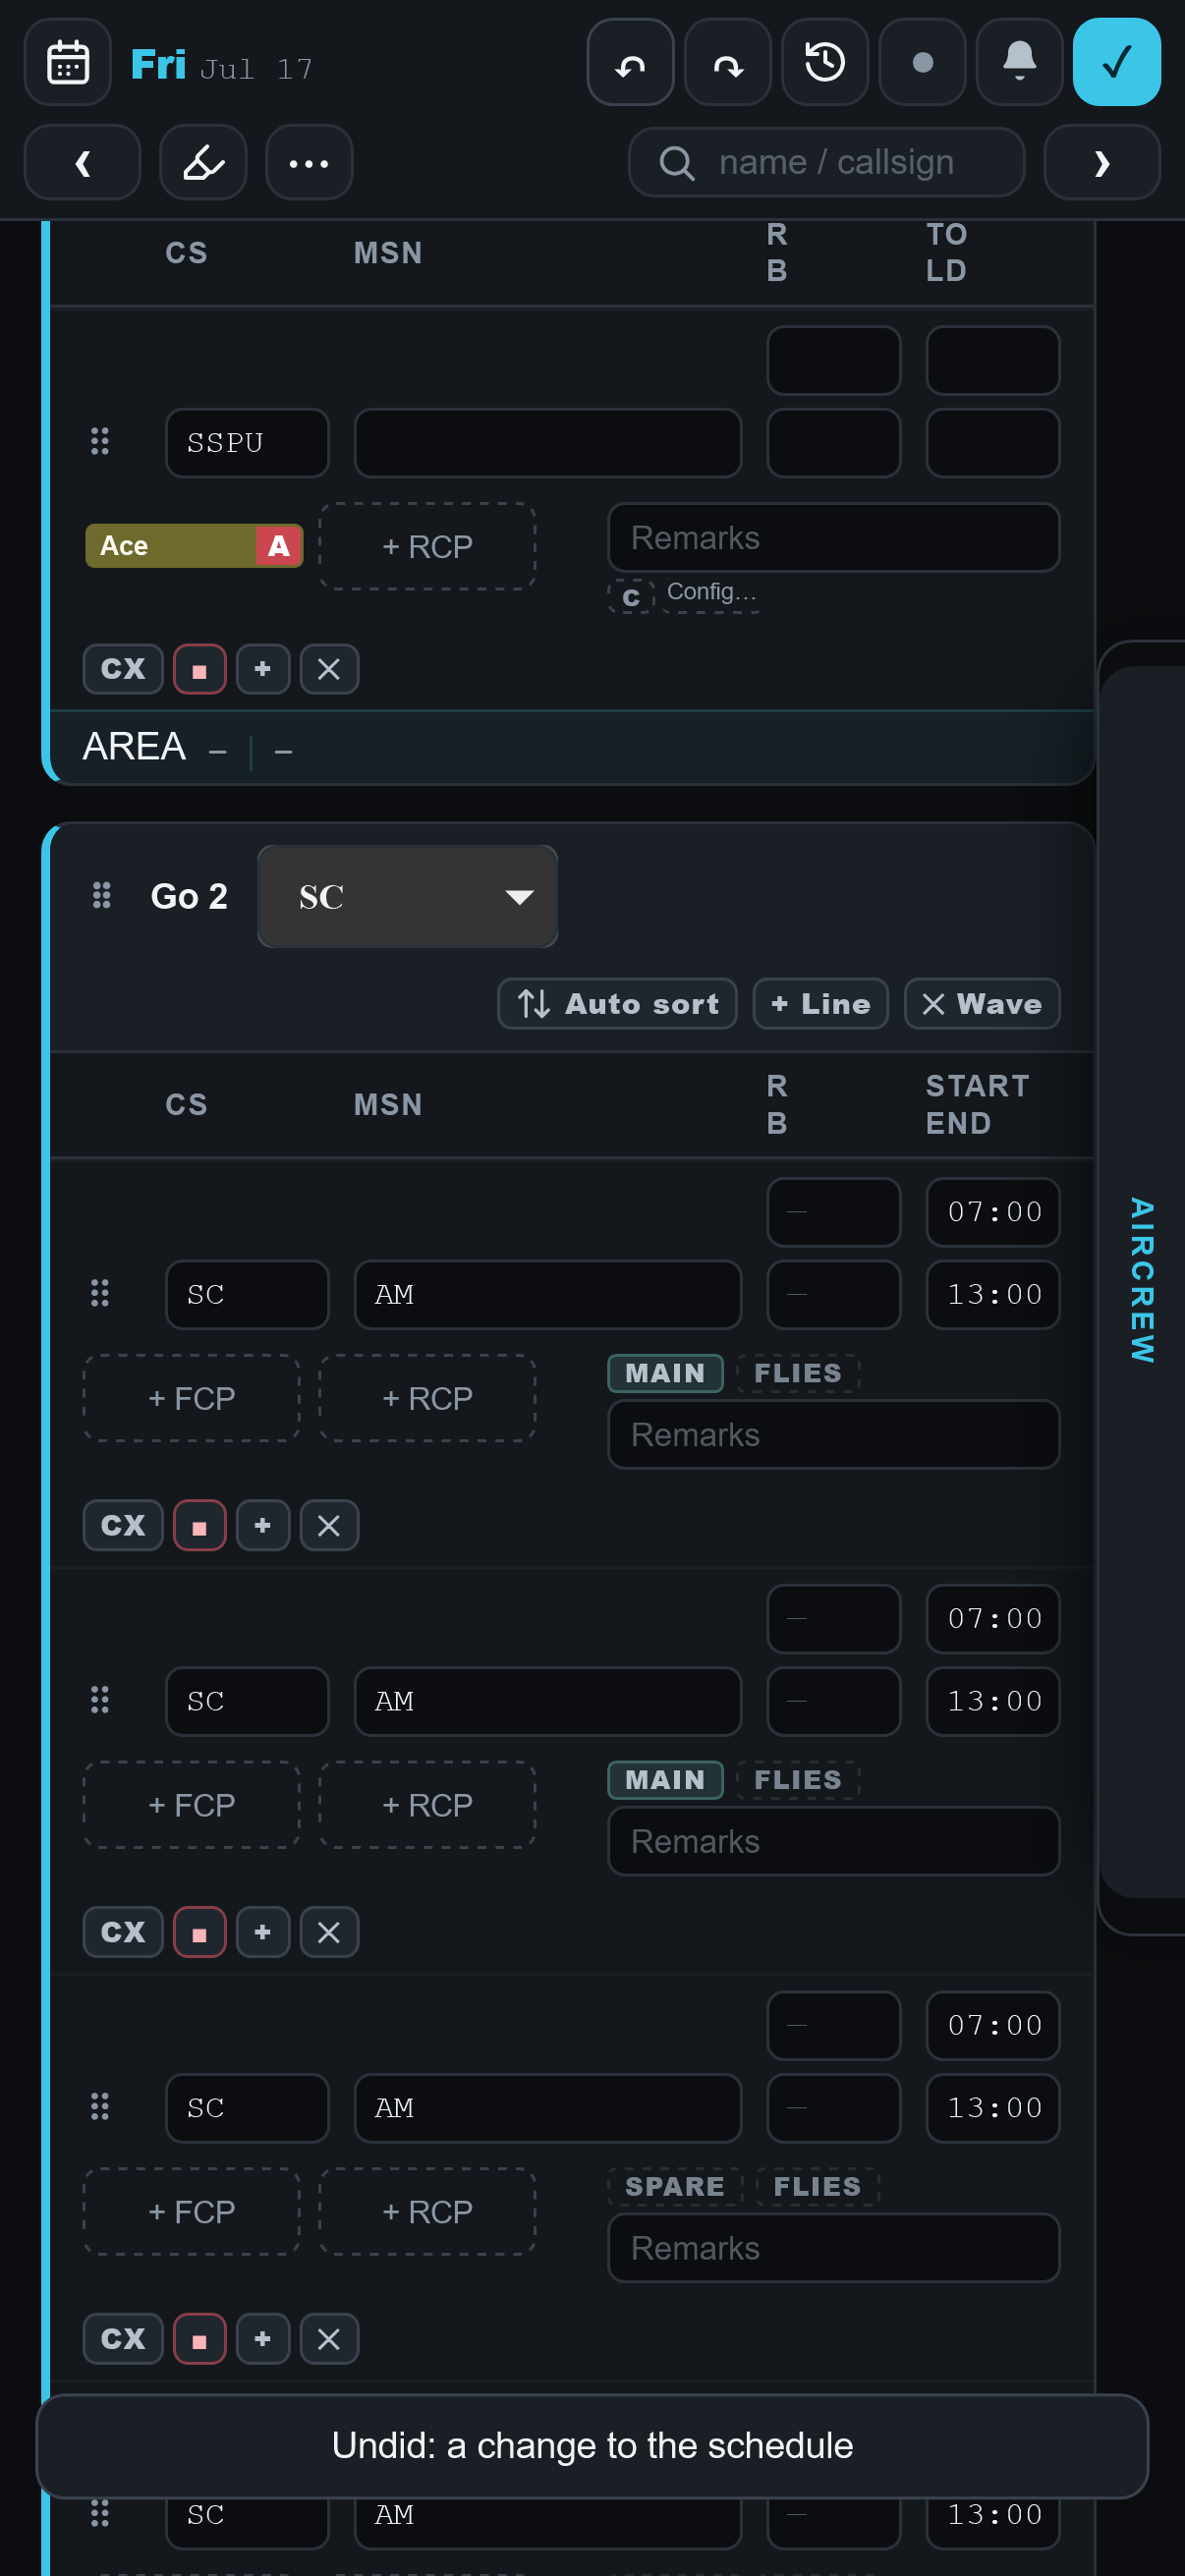 Fri Jul 17
name / callsign
CS MSN R TO
B LD
SSPU
Ace A + RCP Remarks
C Config...
CX + ×
AREA – | –
Go 2 SC
Auto sort + Line × Wave
CS MSN R START
B END
— 07:00
SC AM — 13:00
+ FCP + RCP MAIN FLIES
Remarks
CX + ×
— 07:00
SC AM — 13:00
+ FCP + RCP MAIN FLIES
Remarks
CX + ×
— 07:00
SC AM — 13:00
+ FCP + RCP SPARE FLIES
Remarks
CX + ×
Undid: a change to the schedule
SC AM — 13:00
AIRCREW